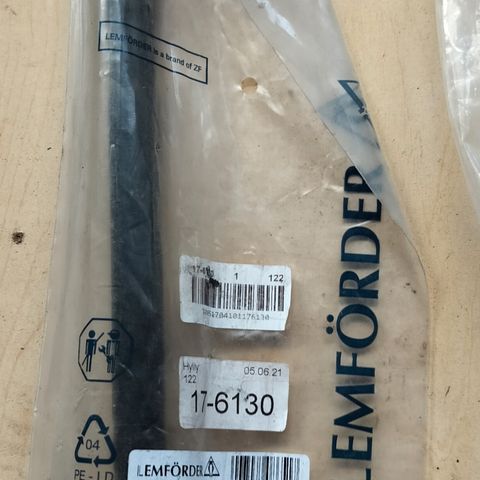 LEMFÖRDER is a brand of ZF
LEMFÖRDER
1 122
Hylly 05.06.21
122
17-6130
04
PE-LD
LEMFÖRDER